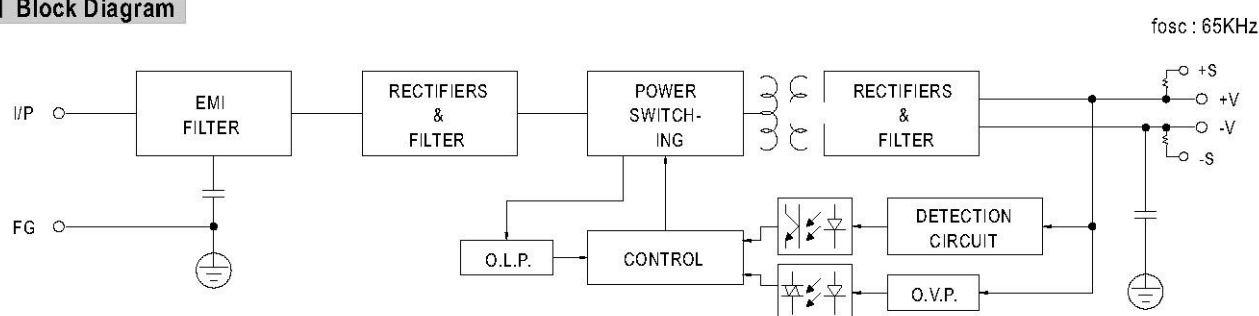 Block Diagram
fosc : 65KHz
+S
I/P
EMI
FILTER
RECTIFIERS
&
FILTER
POWER
SWITCH-
ING
RECTIFIERS
&
FILTER
+V
-V
-S
FG
O.L.P.
CONTROL
DETECTION
CIRCUIT
O.V.P.